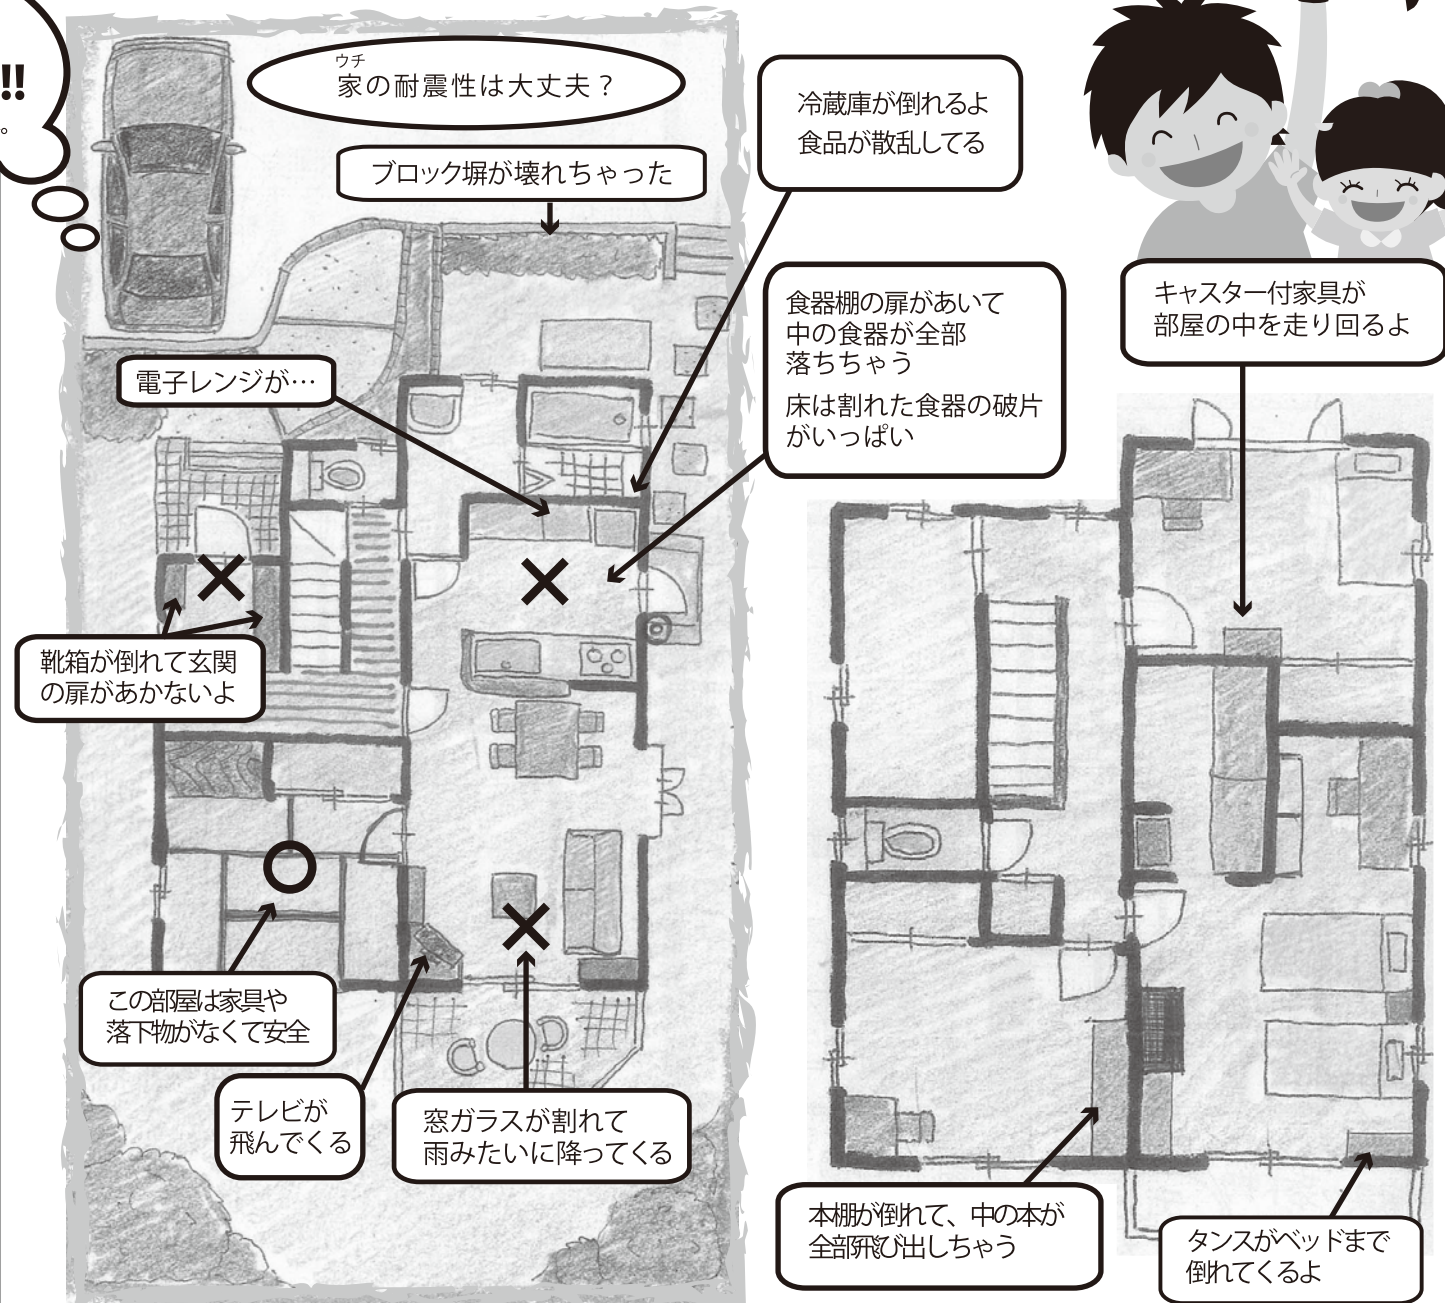 !!
。
ウチ
家の耐震性は大丈夫？
ブロック塀が壊れちゃった
冷蔵庫が倒れるよ
食品が散乱してる
食器棚の扉があいて
中の食器が全部
落ちちゃう
床は割れた食器の破片
がいっぱい
キャスター付家具が
部屋の中を走り回るよ
電子レンジが…
靴箱が倒れて玄関
の扉があかないよ
この部屋は家具や
落下物がなくて安全
テレビが
飛んでくる
窓ガラスが割れて
雨みたいに降ってくる
本棚が倒れて、中の本が
全部飛び出しちゃう
タンスがベッドまで
倒れてくるよ